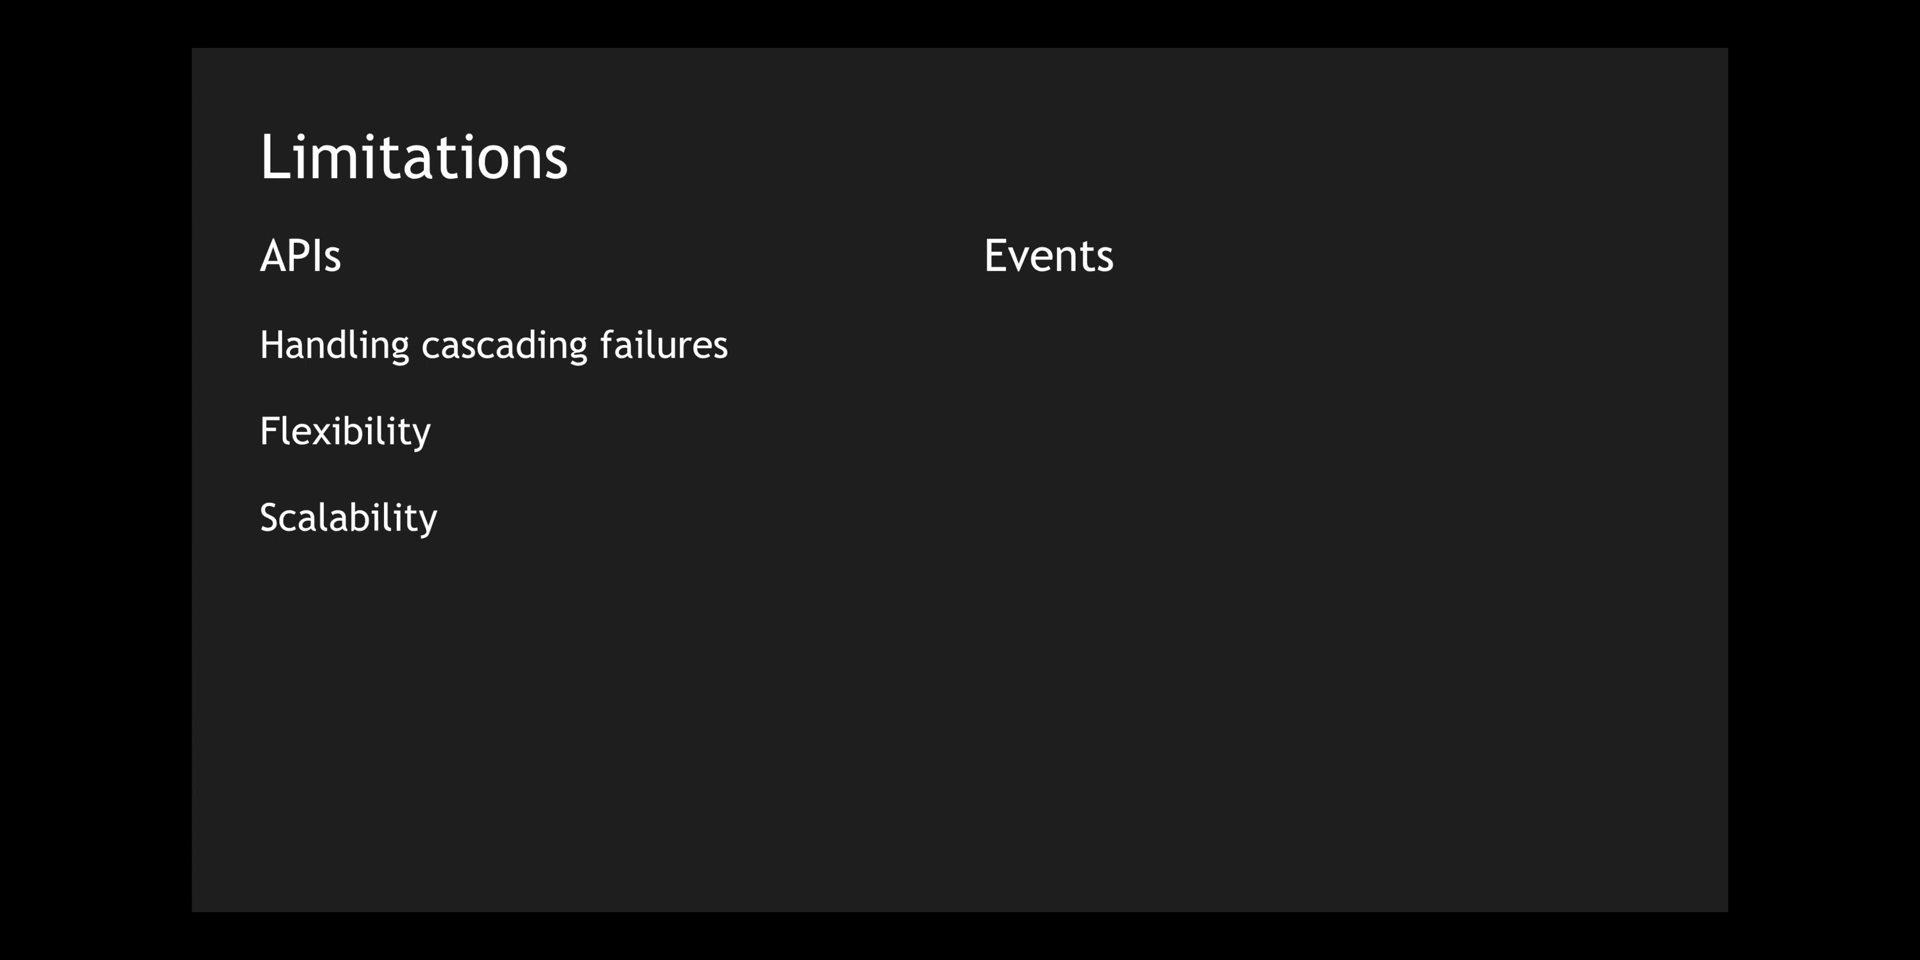 Limitations
APIs
Handling cascading failures
Flexibility
Scalability
Events